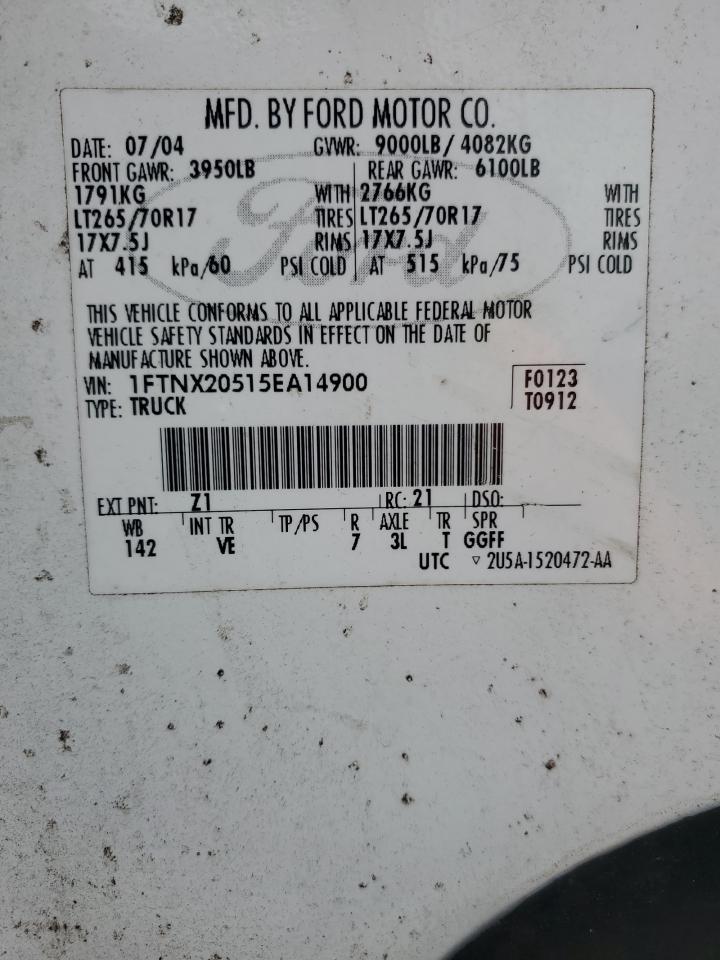 MFD. BY FORD MOTOR CO.
DATE: 07/04 GVWR: 9000LB/ 4082KG
FRONT GAWR: 3950LB REAR GAWR: 6100LB
1791KG WITH 2766KG WITH
LT265/70R17 TIRES LT265/70R17 TIRES
17X7.5J RIMS 17X7.5J RIMS
AT 415 kPa/60 PSI COLD AT 515 kPa/75 PSI COLD
Ford
THIS VEHICLE CONFORMS TO ALL APPLICABLE FEDERAL MOTOR
VEHICLE SAFETY STANDARDS IN EFFECT ON THE DATE OF
MANUFACTURE SHOWN ABOVE.
VIN: 1FTNX20515EA14900 F0123
TYPE: TRUCK T0912
EXT PNT: Z1 RC: 21 DSO:
WB INT TR TP/PS R AXLE TR SPR
142 VE 7 3L T GGFF
UTC ▿ 2U5A-1520472-AA